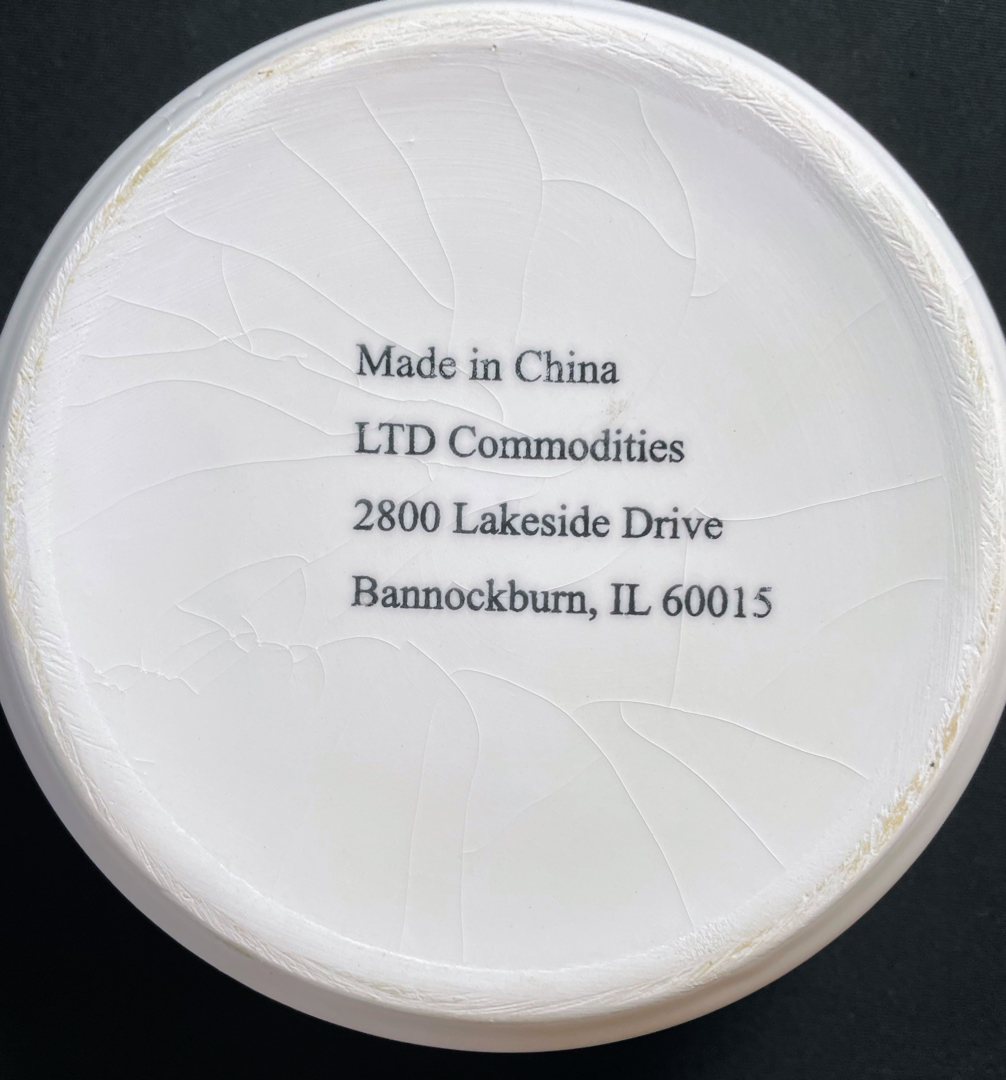 Made in China
LTD Commodities
2800 Lakeside Drive
Bannockburn, IL 60015